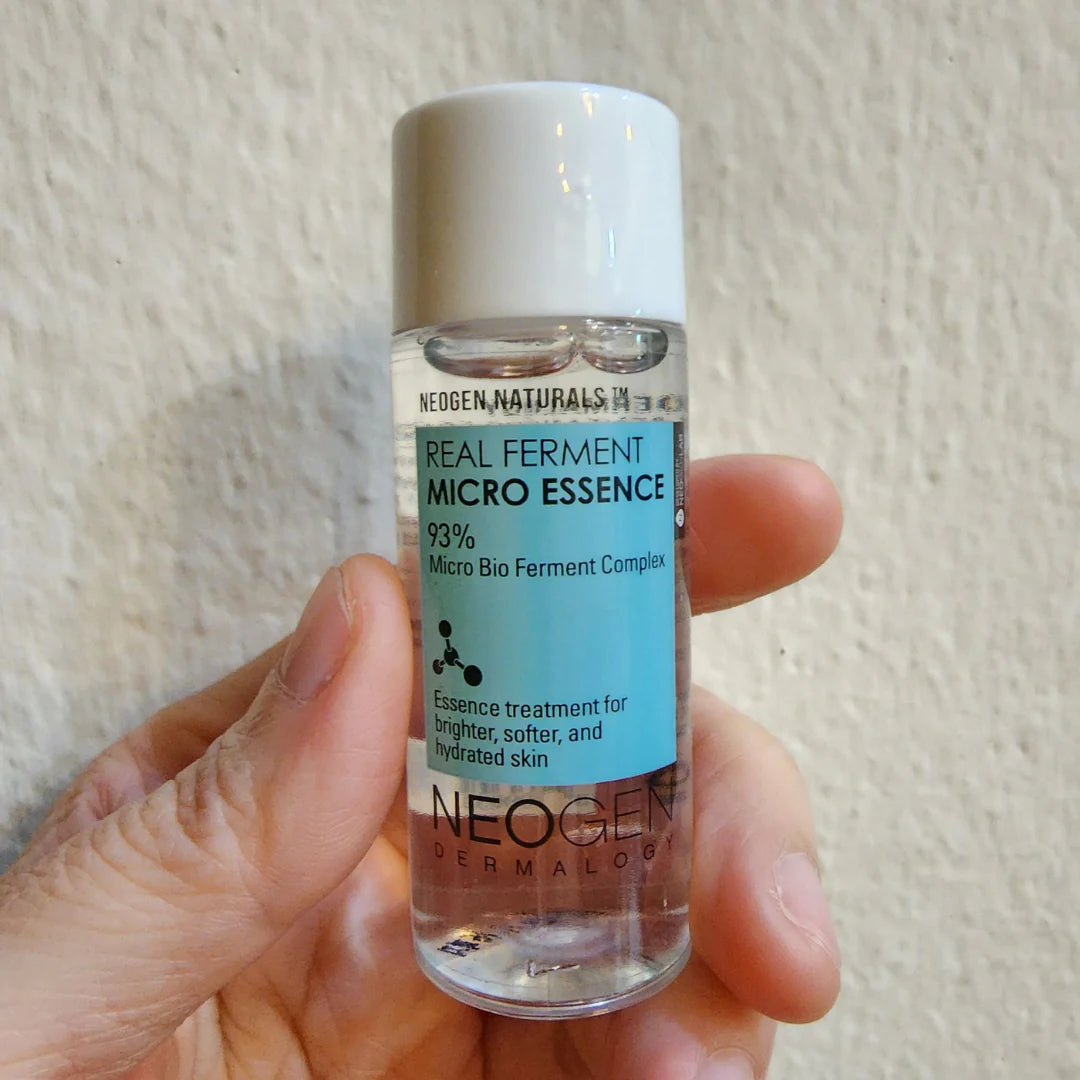 NEOGEN NATURALS™
REAL FERMENT
MICRO ESSENCE
93%
Micro Bio Ferment Complex
Essence treatment for
brighter, softer, and
hydrated skin
NEOGEN
DERMALOGY